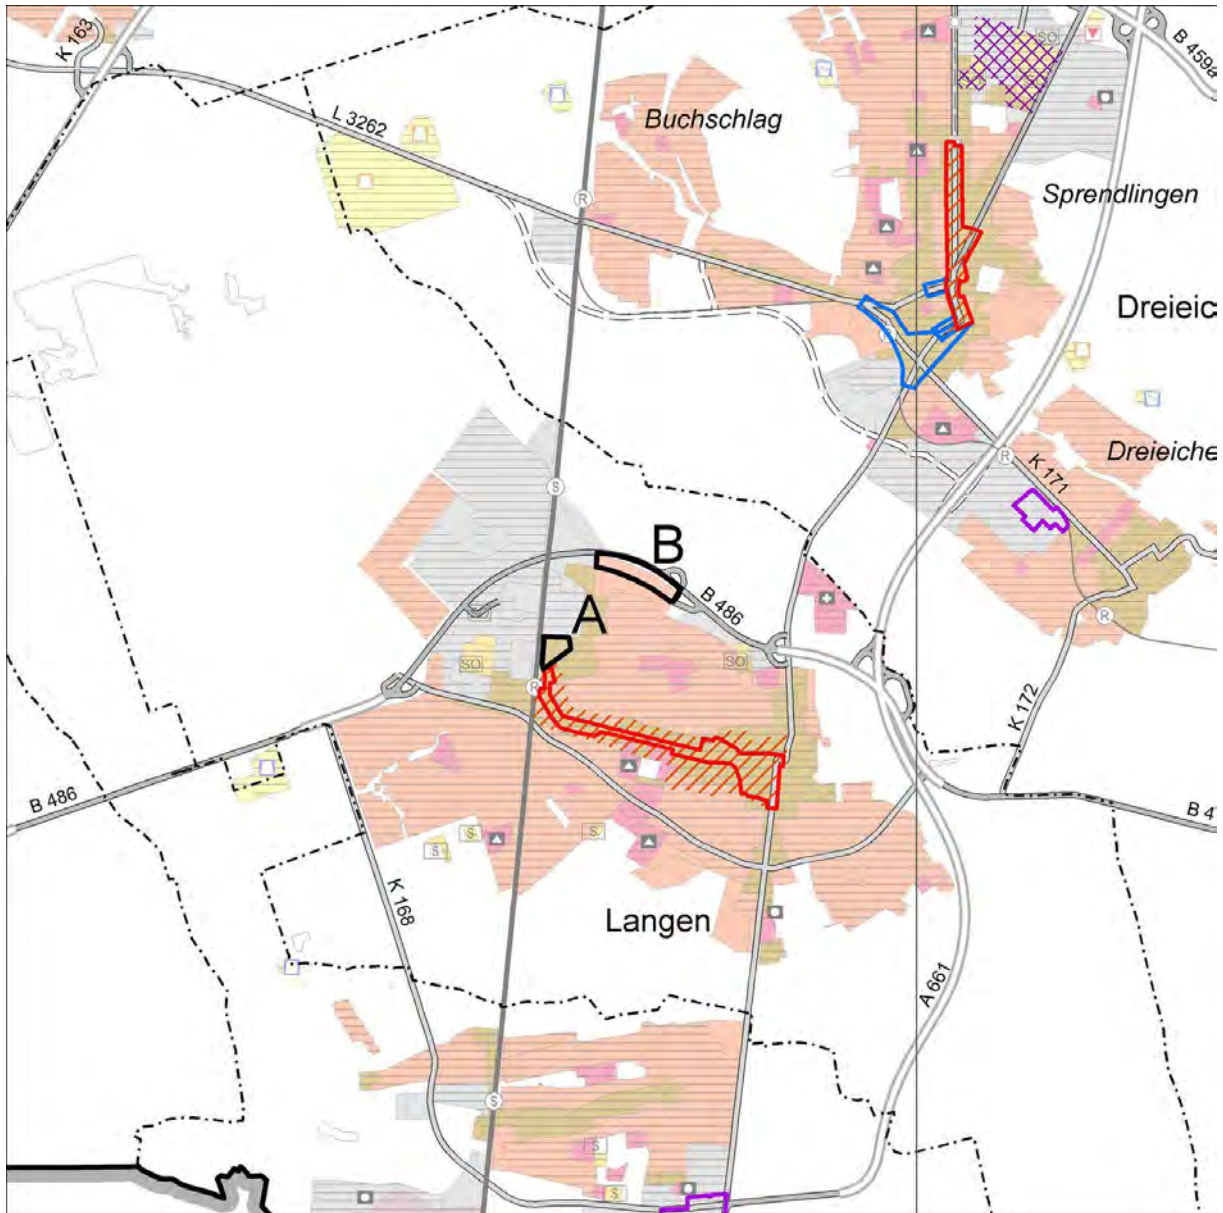 K 163
B 459a
SO
L 3262
Buchschlag
R
Sprendlingen
Dreieic
R
Dreieiche
K 171
R
S
B
B 486
A
SO
SO
R
R
K 172
B 486
B 4
S
S
S
K 168
Langen
A 661
S
S
S